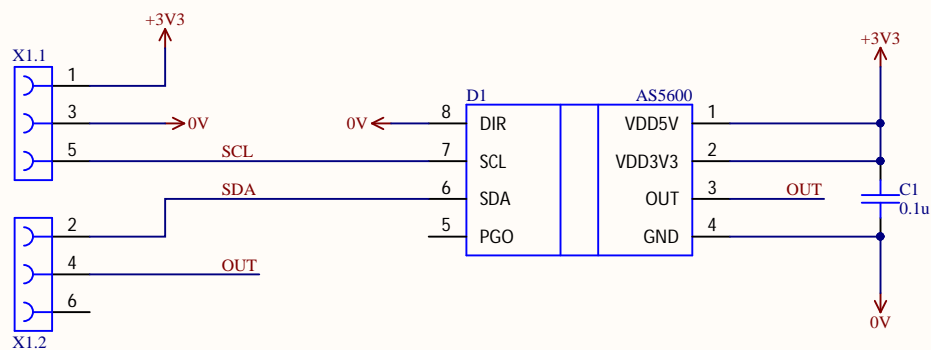 +3V3
X1.1
1
3
0V
5
SCL
SDA
2
4
OUT
6
X1.2
D1
AS5600
0V
8
DIR
7
SCL
6
SDA
5
PGO
VDD5V
1
VDD3V3
2
OUT
3
OUT
GND
4
+3V3
C1
0.1u
0V